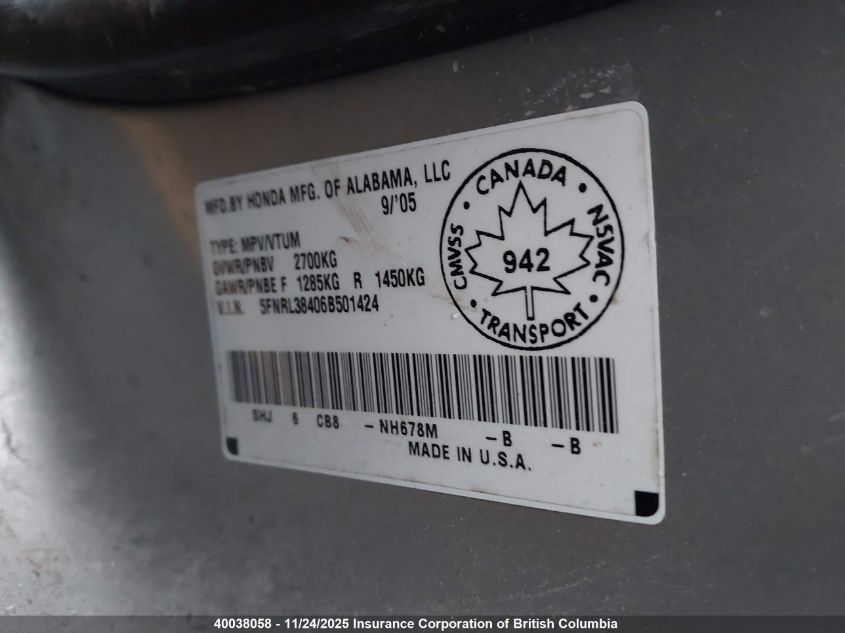 MFD.BY HONDA MFG. OF ALABAMA, LLC
9/'05
TYPE: MPV/VTUM
GVWR/PNBV 2700KG
GAWR/PNBE F 1285KG R 1450KG
V.I.N. 5FNRL38406B501424
• CANADA •
CMVSS 942 NSVAC
• TRANSPORT •
SHJ 6 CB8 - NH678M - B - B
MADE IN U.S.A.
40038058 - 11/24/2025 Insurance Corporation of British Columbia